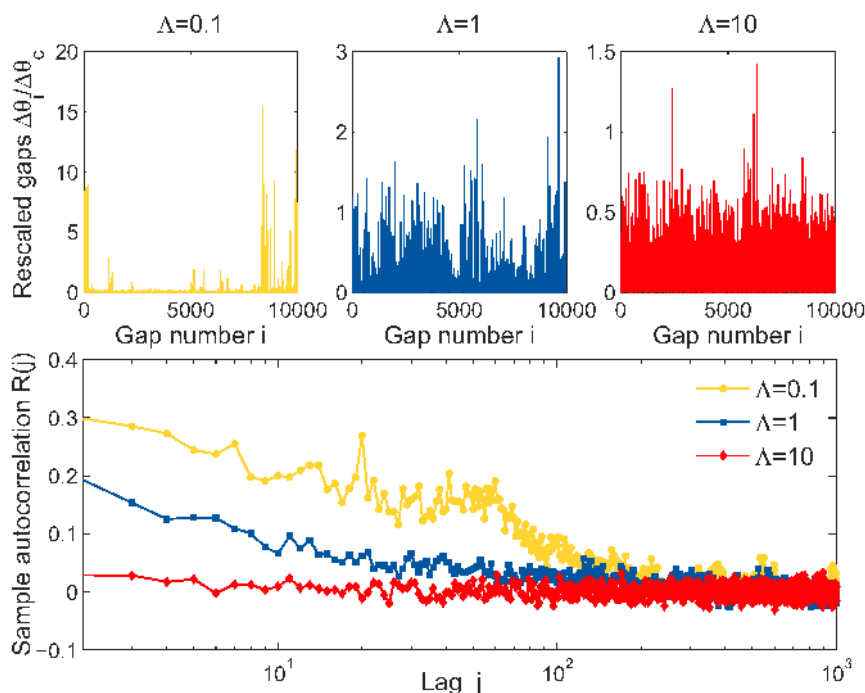 Λ=0.1 Λ=1 Λ=10
Rescaled gaps Δθi/Δθc
20
15
10
5
0
0 5000 10000
Gap number i
3
2
1
0
0 5000 10000
Gap number i
1.5
1
0.5
0
0 5000 10000
Gap number i
Sample autocorrelation R(j)
0.4
0.3
0.2
0.1
0
-0.1
Λ=0.1
Λ=1
Λ=10
10^1 10^2 10^3
Lag j